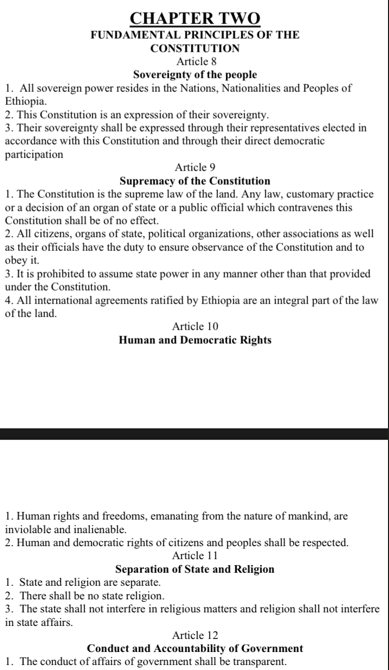 CHAPTER TWO
FUNDAMENTAL PRINCIPLES OF THE
CONSTITUTION
Article 8
Sovereignty of the people
1. All sovereign power resides in the Nations, Nationalities and Peoples of
Ethiopia.
2. This Constitution is an expression of their sovereignty.
3. Their sovereignty shall be expressed through their representatives elected in
accordance with this Constitution and through their direct democratic
participation
Article 9
Supremacy of the Constitution
1. The Constitution is the supreme law of the land. Any law, customary practice
or a decision of an organ of state or a public official which contravenes this
Constitution shall be of no effect.
2. All citizens, organs of state, political organizations, other associations as well
as their officials have the duty to ensure observance of the Constitution and to
obey it.
3. It is prohibited to assume state power in any manner other than that provided
under the Constitution.
4. All international agreements ratified by Ethiopia are an integral part of the law
of the land.
Article 10
Human and Democratic Rights
1. Human rights and freedoms, emanating from the nature of mankind, are
inviolable and inalienable.
2. Human and democratic rights of citizens and peoples shall be respected.
Article 11
Separation of State and Religion
1. State and religion are separate.
2. There shall be no state religion.
3. The state shall not interfere in religious matters and religion shall not interfere
in state affairs.
Article 12
Conduct and Accountability of Government
1. The conduct of affairs of government shall be transparent.